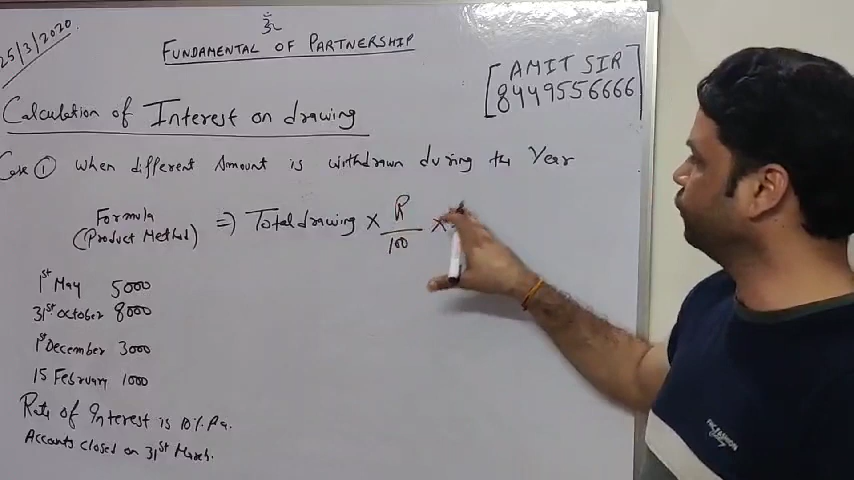 25/3/2020
ॐ
FUNDAMENTAL OF PARTNERSHIP
[AMIT SIR
8449556666]
Calculation of Interest on drawing
Case ① When different Amount is withdrawn during the Year
Formula
(Product Method) ⇒ Total drawing × R/100 ×
1st May 5000
31st October 8000
1st December 3000
15 February 1000
Rate of Interest is 10% P.a.
Accounts closed on 31st March.